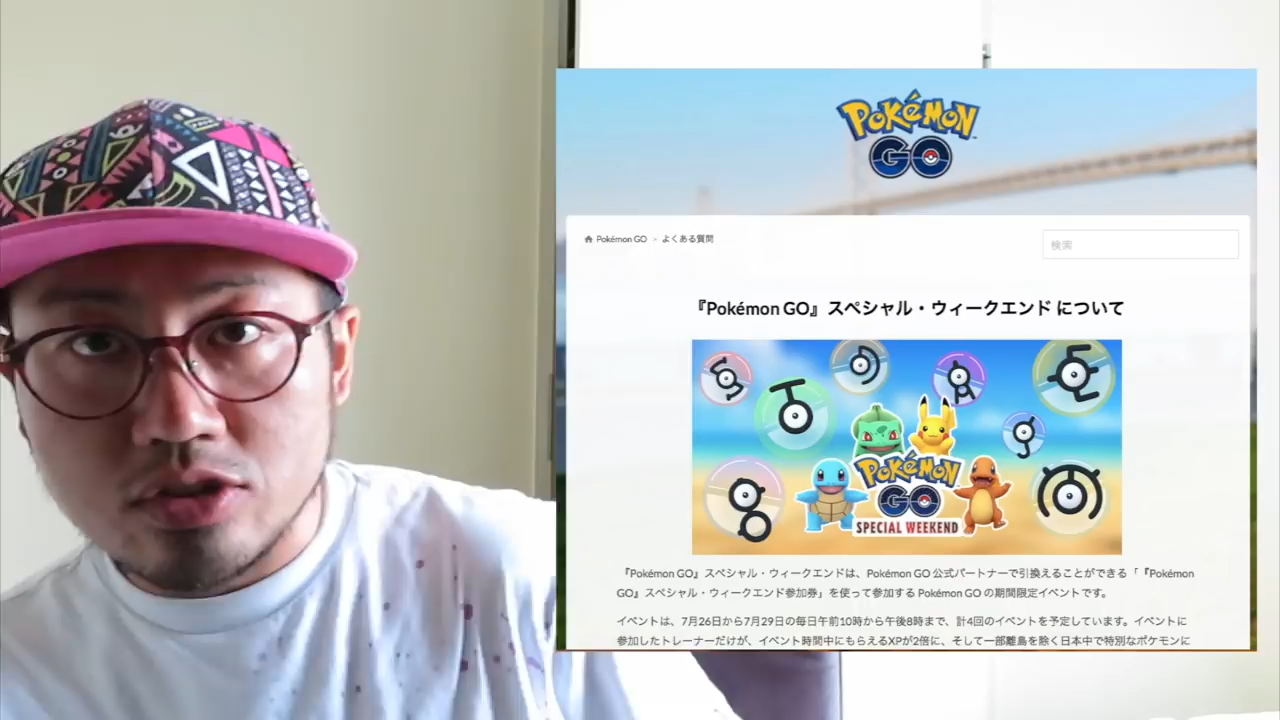 POKÉMON
GO
Pokémon GO > よくある質問
検索
『Pokémon GO』スペシャル・ウィークエンド について
POKÉMON
GO
SPECIAL WEEKEND
『Pokémon GO』スペシャル・ウィークエンドは、Pokémon GO 公式パートナーで引換えることができる「『Pokémon
GO』スペシャル・ウィークエンド参加券」を使って参加する Pokémon GO の期間限定イベントです。
イベントは、7月26日から7月29日の毎日午前10時から午後8時まで、計4回のイベントを予定しています。イベントに
参加したトレーナーだけが、イベント時間中にもらえるXPが2倍に、そして一部離島を除く日本中で特別なポケモンに